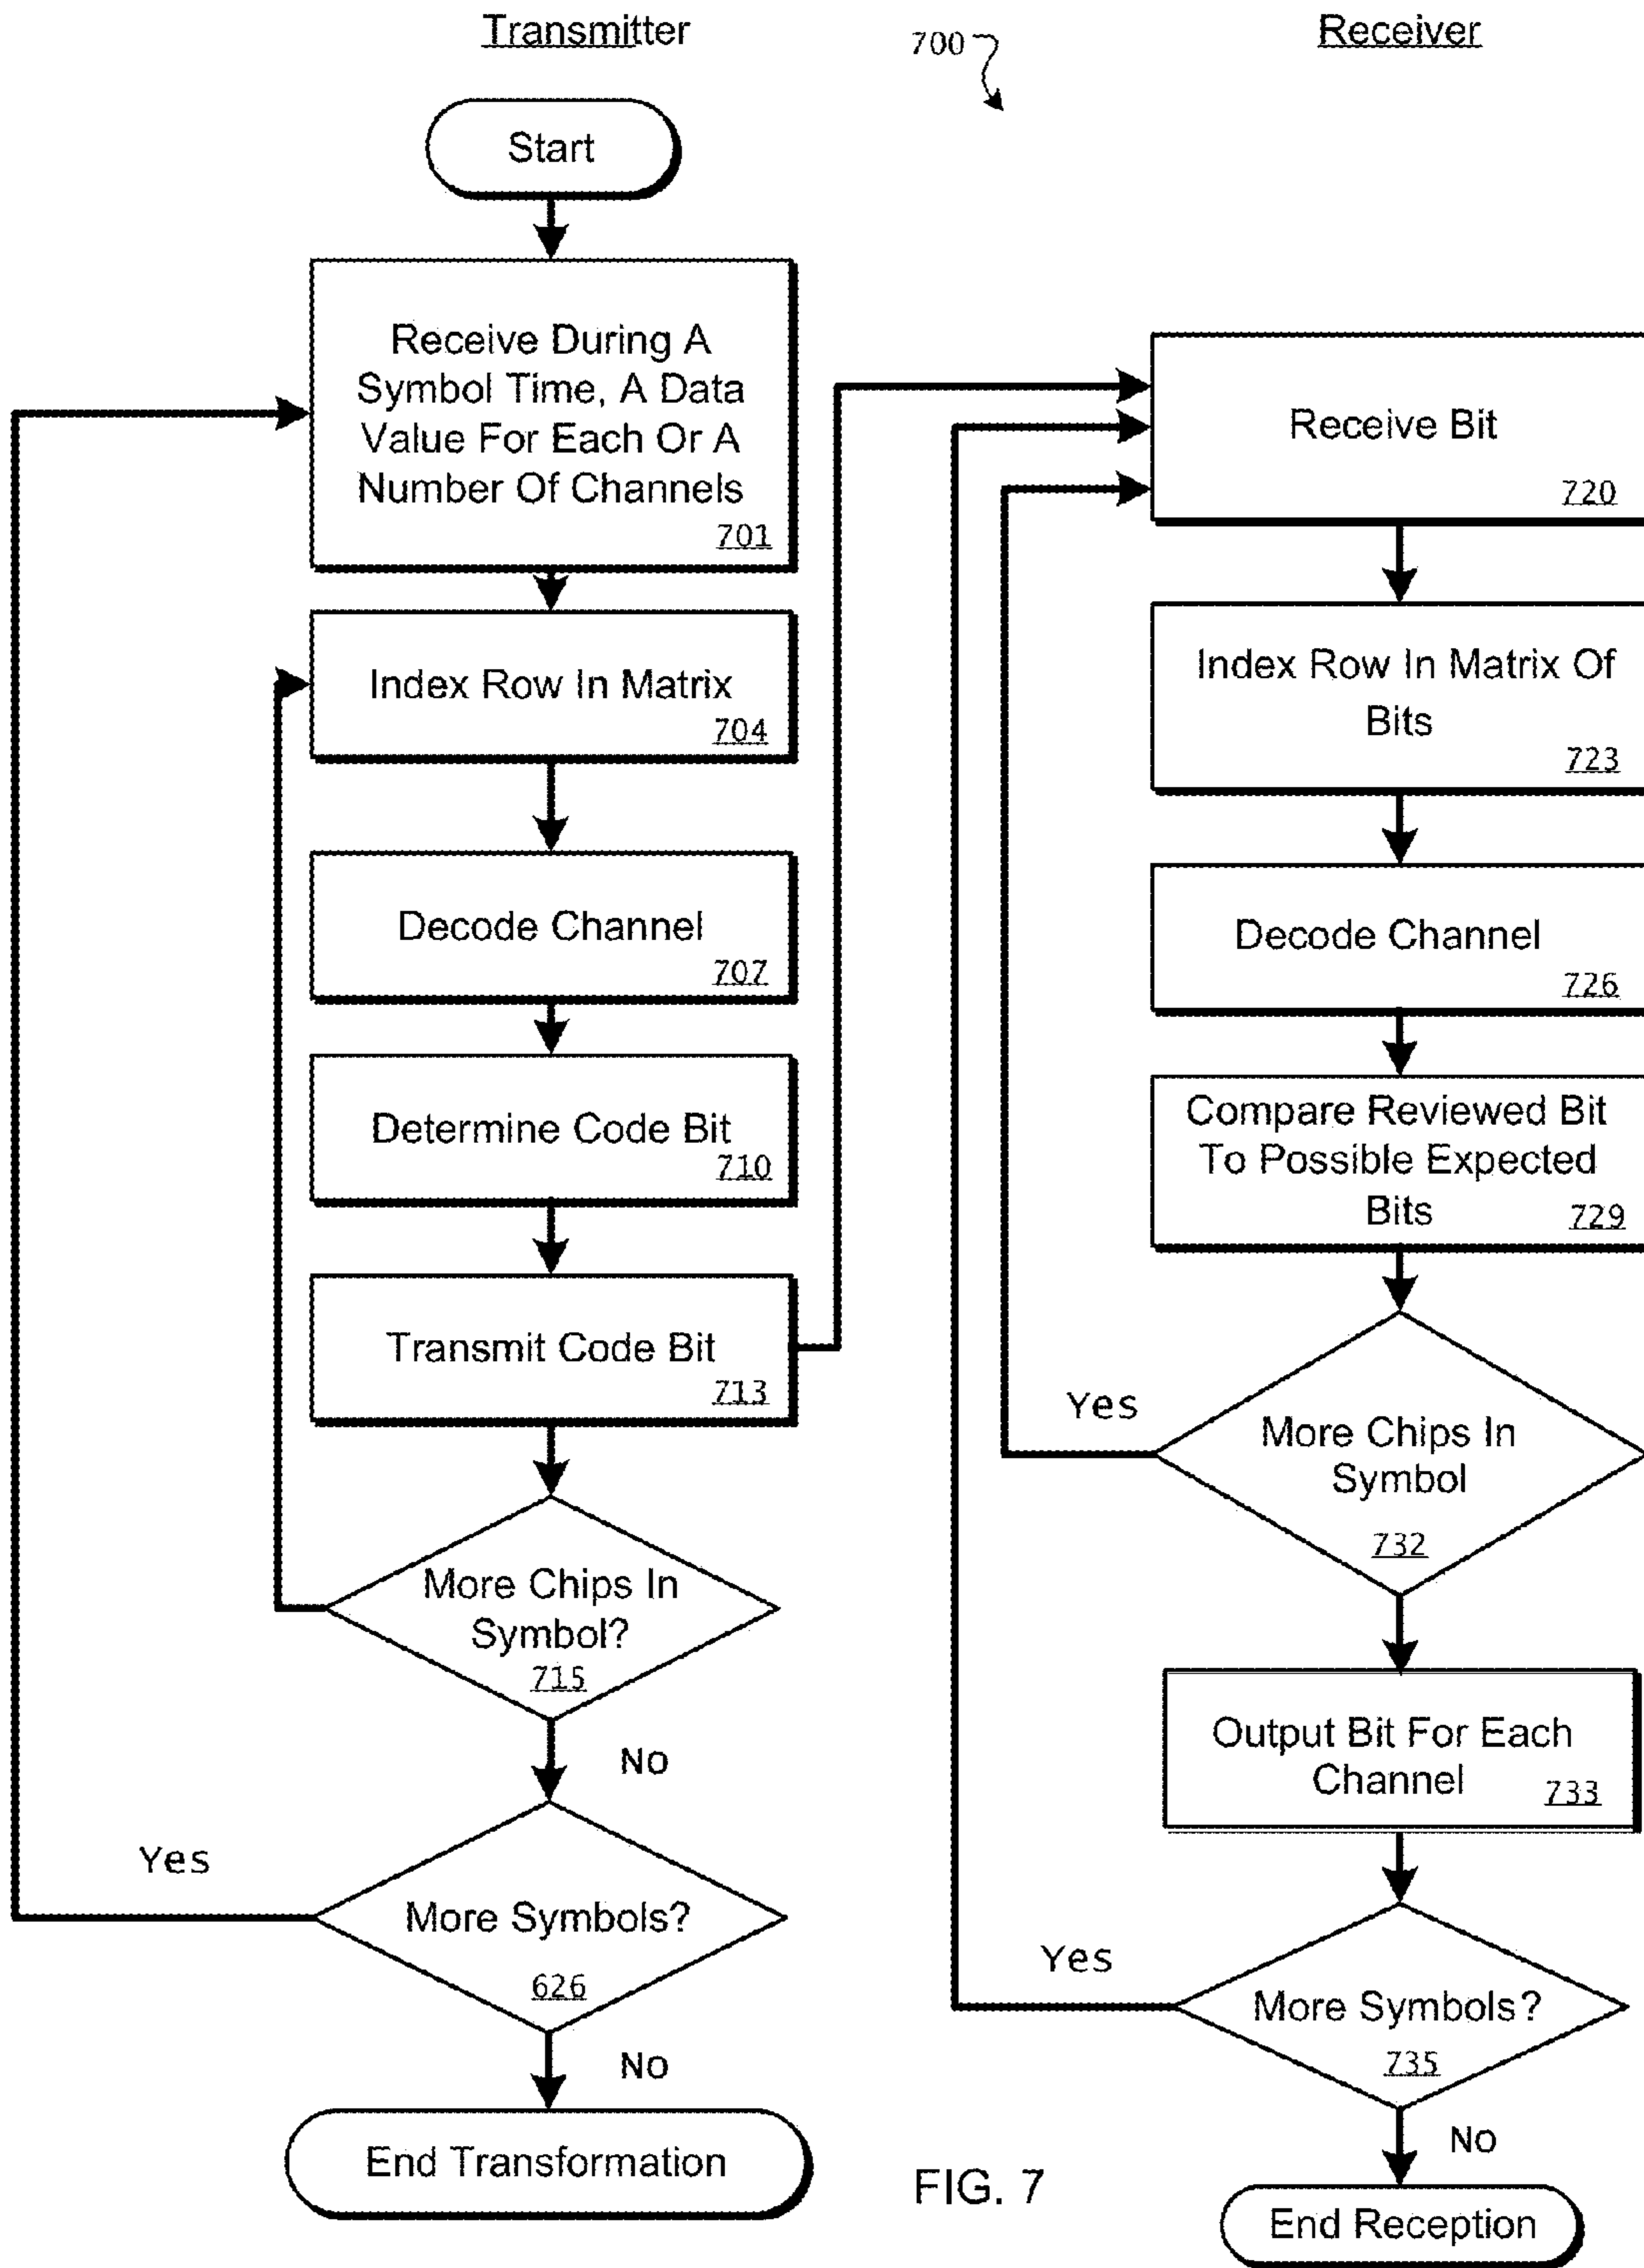 Transmitter
700
Receiver
Start
Receive During A
Symbol Time, A Data
Value For Each Or A
Number Of Channels
701
Index Row In Matrix
704
Decode Channel
707
Determine Code Bit
710
Transmit Code Bit
713
More Chips In
Symbol?
715
No
Yes
More Symbols?
626
No
End Transformation
Receive Bit
720
Index Row In Matrix Of
Bits
723
Decode Channel
726
Compare Reviewed Bit
To Possible Expected
Bits
729
Yes
More Chips In
Symbol
732
Output Bit For Each
Channel
733
Yes
More Symbols?
735
No
End Reception
FIG. 7